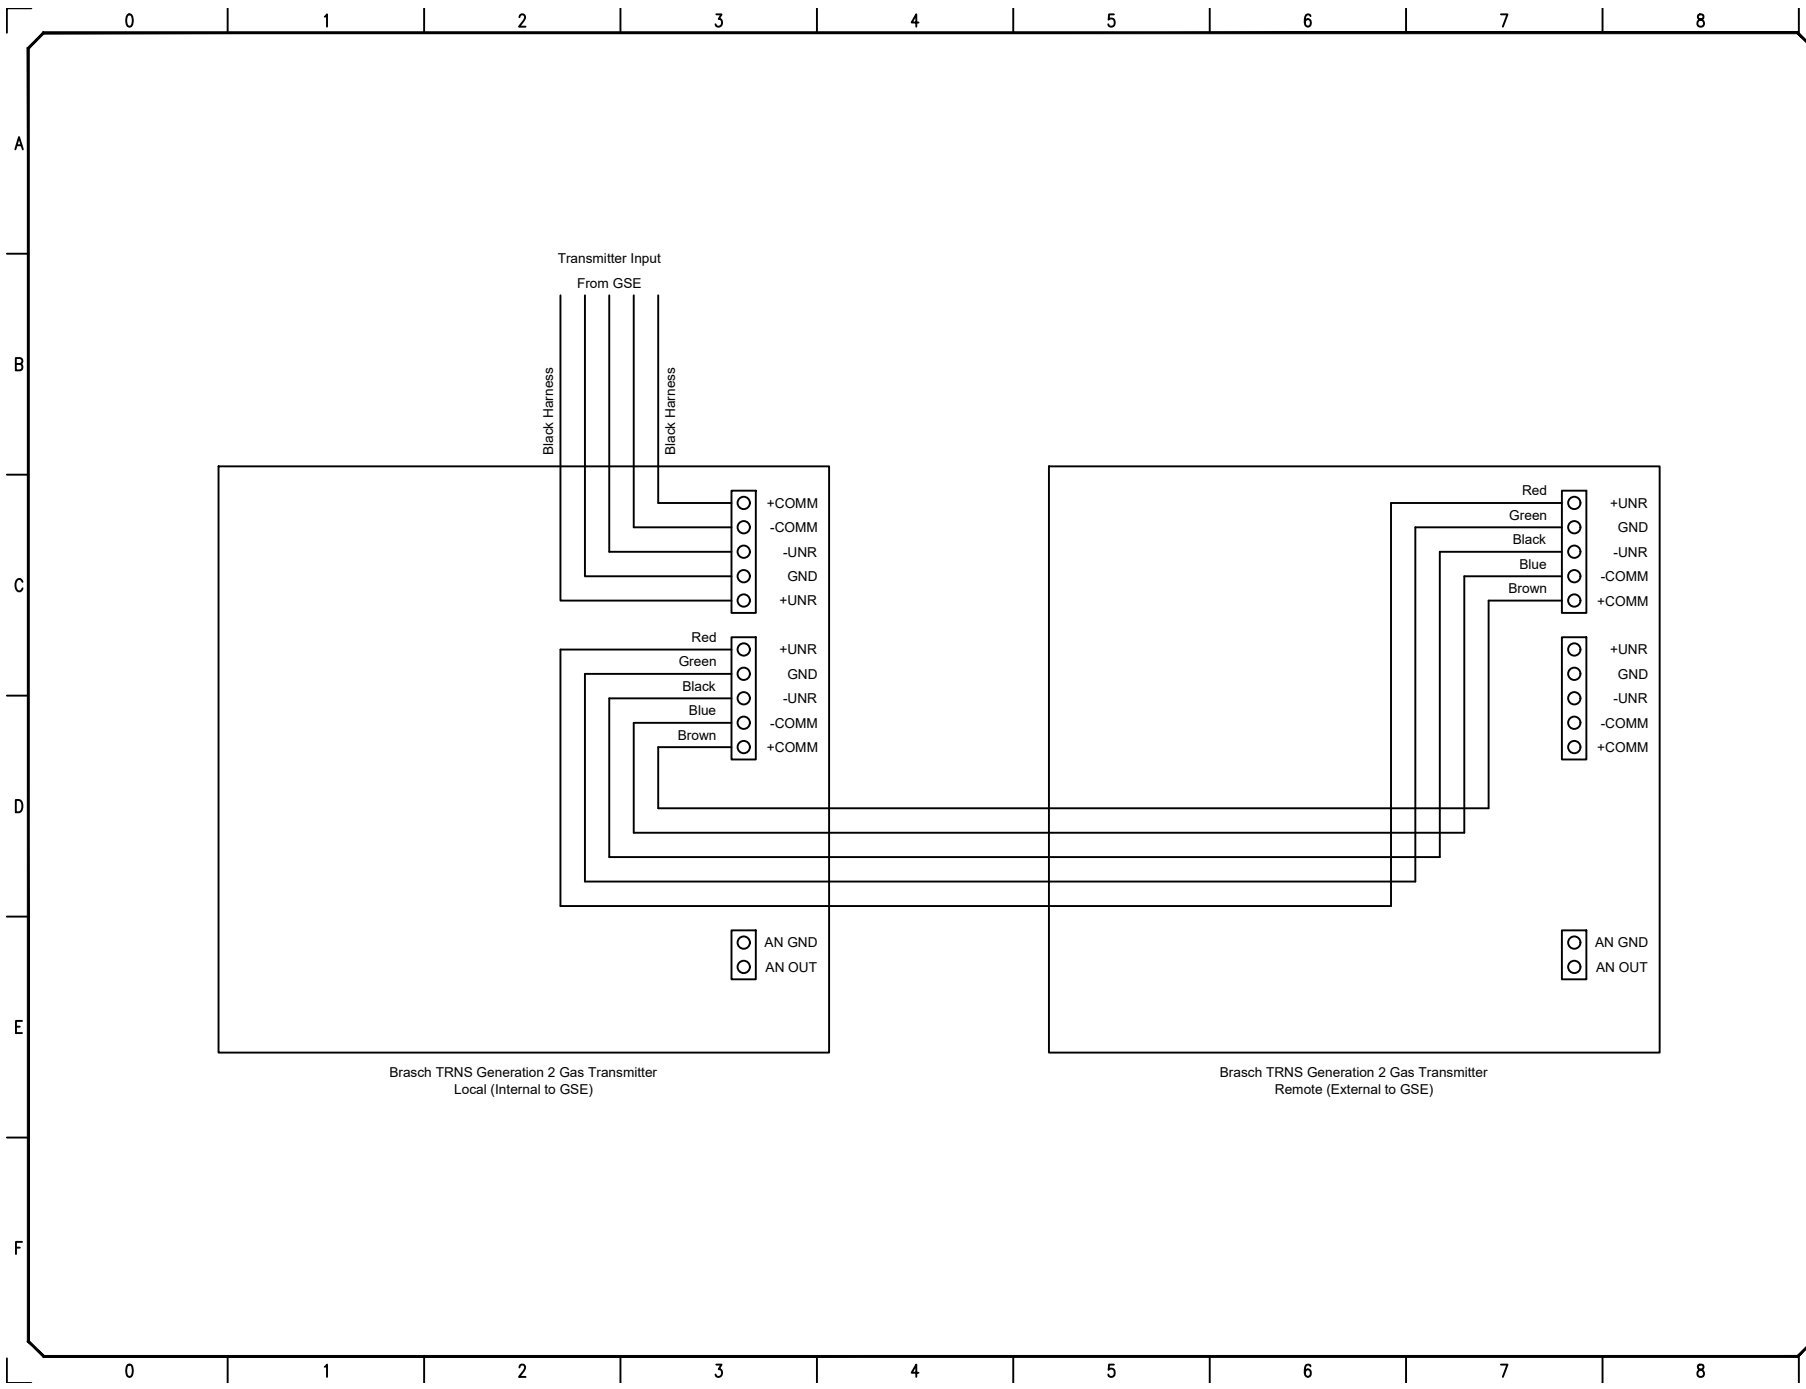 0 1 2 3 4 5 6 7 8
A
Transmitter Input
From GSE
B
Black Harness
Black Harness
C
+COMM
-COMM
-UNR
GND
+UNR
Red
+UNR
Green
GND
Black
-UNR
Blue
-COMM
Brown
+COMM
Red
+UNR
Green
GND
Black
-UNR
Blue
-COMM
Brown
+COMM
+UNR
GND
-UNR
-COMM
+COMM
D
AN GND
AN OUT
AN GND
AN OUT
E
Brasch TRNS Generation 2 Gas Transmitter
Local (Internal to GSE)
Brasch TRNS Generation 2 Gas Transmitter
Remote (External to GSE)
F
0 1 2 3 4 5 6 7 8